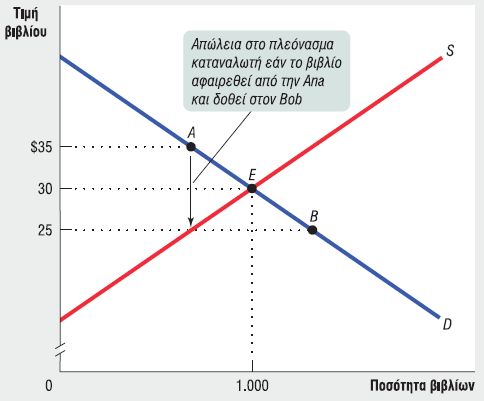 Τιμή
βιβλίου
Απώλεια στο πλεόνασμα
καταναλωτή εάν το βιβλίο
αφαιρεθεί από την Ana
και δοθεί στον Bob
S
A
$35
E
30
B
25
D
0
1.000
Ποσότητα βιβλίων